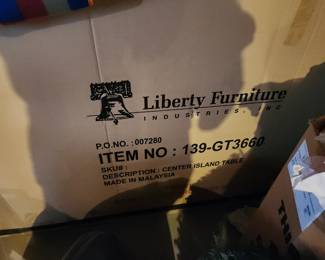 Liberty Furniture
INDUSTRIES, INC
P.O.NO. :007280
ITEM NO : 139-GT3660
SKU# :
DESCRIPTION : CENTER ISLAND TABLE
MADE IN MALAYSIA